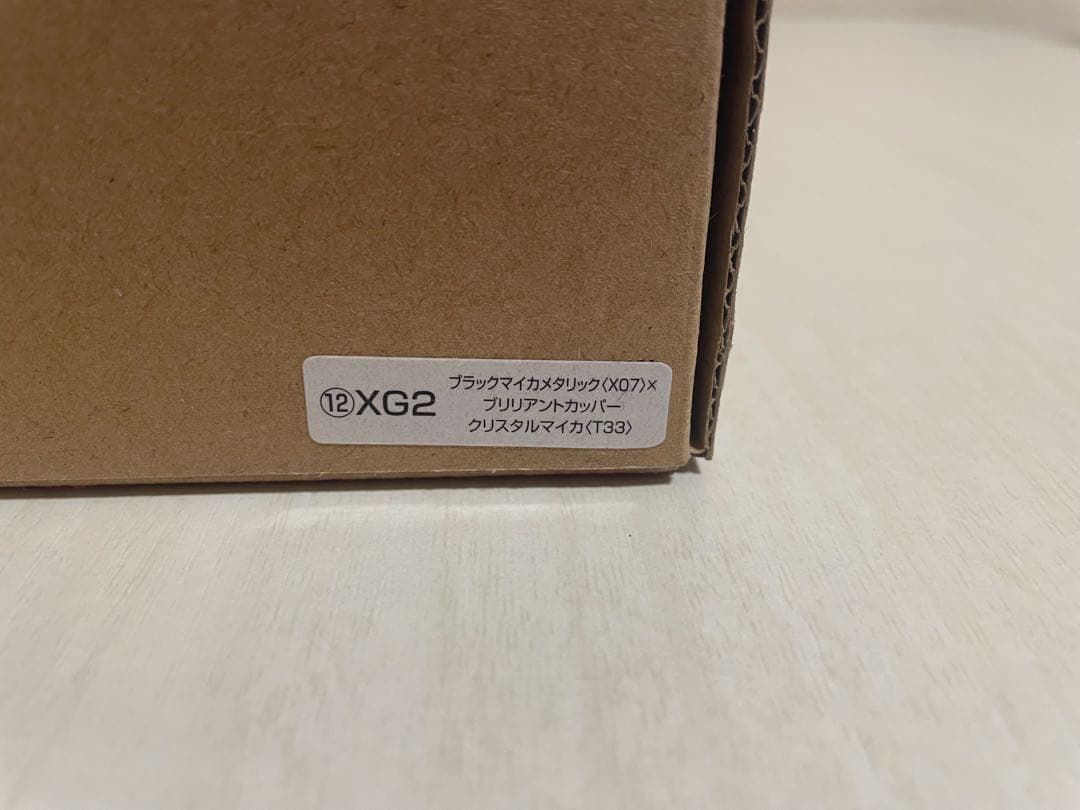 ⑫XG2
ブラックマイカメタリック〈X07〉×
ブリリアントカッパー
クリスタルマイカ〈T33〉